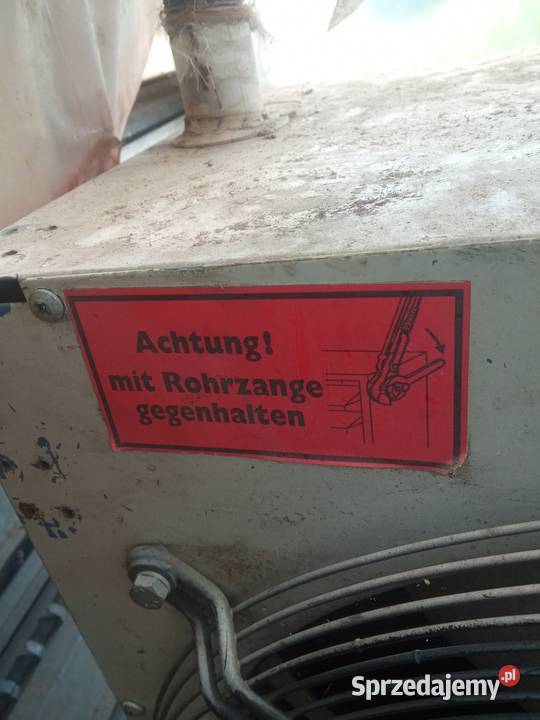 Achtung!
mit Rohrzange
gegenhalten
Sprzedajemy.pl